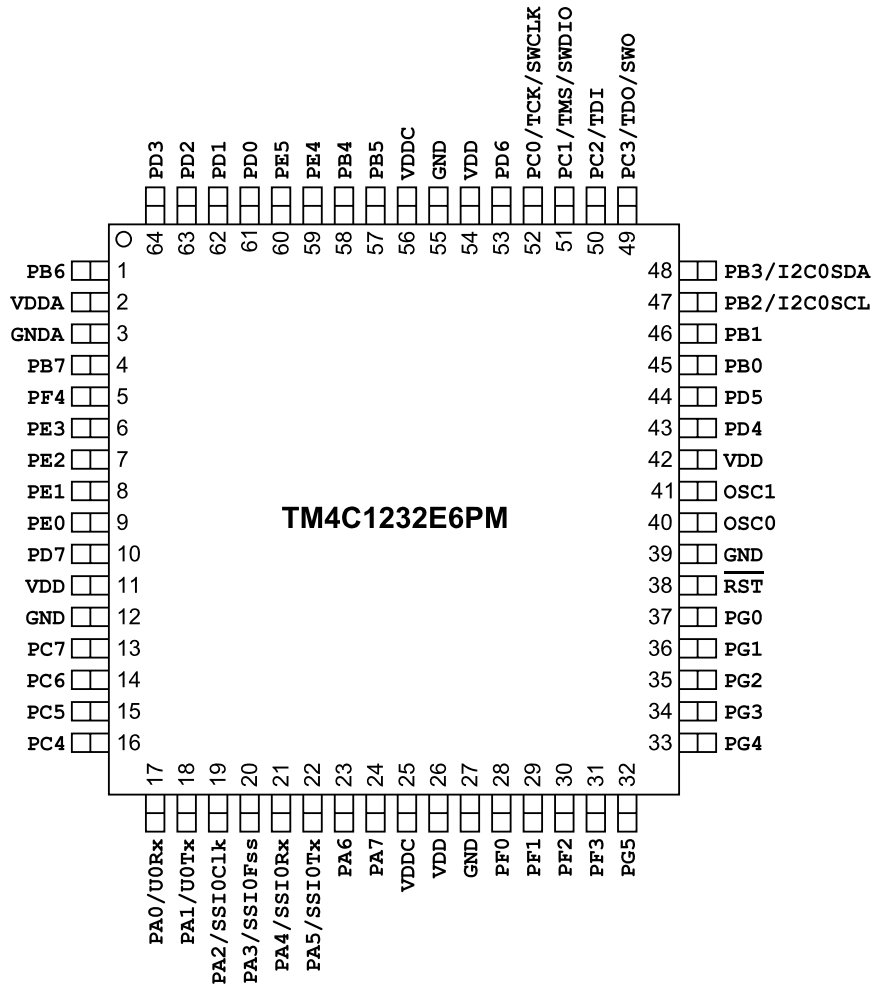 PC0/TCK/SWCLK
PC1/TMS/SWDIO
PC2/TDI
PC3/TDO/SWO
PD3
PD2
PD1
PD0
PE5
PE4
PB4
PB5
VDDC
GND
VDD
PD6
64
63
62
61
60
59
58
57
56
55
54
53
52
51
50
49
PB6 1
VDDA 2
GNDA 3
PB7 4
PF4 5
PE3 6
PE2 7
PE1 8
PE0 9
PD7 10
VDD 11
GND 12
PC7 13
PC6 14
PC5 15
PC4 16
TM4C1232E6PM
48 PB3/I2C0SDA
47 PB2/I2C0SCL
46 PB1
45 PB0
44 PD5
43 PD4
42 VDD
41 OSC1
40 OSC0
39 GND
38 RST
37 PG0
36 PG1
35 PG2
34 PG3
33 PG4
17
18
19
20
21
22
23
24
25
26
27
28
29
30
31
32
PA0/U0Rx
PA1/U0Tx
PA2/SSI0Clk
PA3/SSI0Fss
PA4/SSI0Rx
PA5/SSI0Tx
PA6
PA7
VDDC
VDD
GND
PF0
PF1
PF2
PF3
PG5